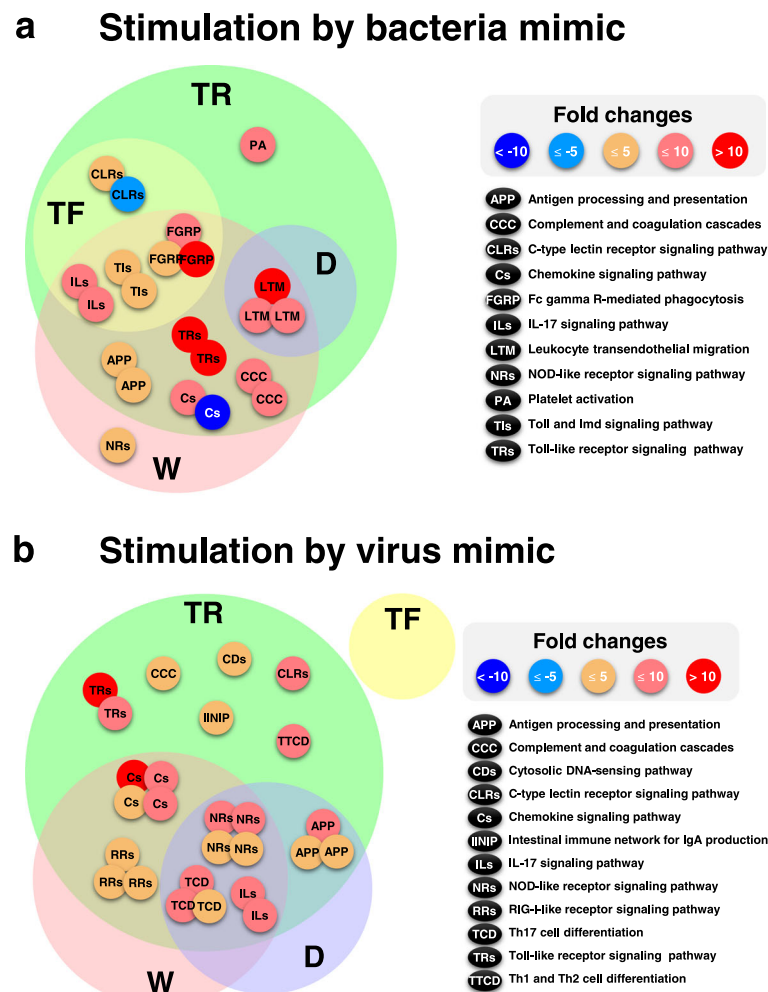 a Stimulation by bacteria mimic
TR
PA
CLRs
CLRs
TF
FGRP
FGRP
FGRP
D
TIs
TIs
ILs
ILs
LTM
LTM
LTM
TRs
TRs
APP
APP
CCC
CCC
Cs
Cs
NRs
W
Fold changes
< -10 ≤ -5 ≤ 5 ≤ 10 > 10
APP Antigen processing and presentation
CCC Complement and coagulation cascades
CLRs C-type lectin receptor signaling pathway
Cs Chemokine signaling pathway
FGRP Fc gamma R-mediated phagocytosis
ILs IL-17 signaling pathway
LTM Leukocyte transendothelial migration
NRs NOD-like receptor signaling pathway
PA Platelet activation
TIs Toll and Imd signaling pathway
TRs Toll-like receptor signaling pathway
b Stimulation by virus mimic
TR
TF
CDs
CCC
CLRs
TRs
TRs
IINIP
TTCD
Cs
Cs
Cs
Cs
NRs
NRs
NRs
NRs
APP
APP
APP
RRs
RRs
RRs
TCD
TCD
TCD
ILs
ILs
D
W
Fold changes
< -10 ≤ -5 ≤ 5 ≤ 10 > 10
APP Antigen processing and presentation
CCC Complement and coagulation cascades
CDs Cytosolic DNA-sensing pathway
CLRs C-type lectin receptor signaling pathway
Cs Chemokine signaling pathway
IINIP Intestinal immune network for IgA production
ILs IL-17 signaling pathway
NRs NOD-like receptor signaling pathway
RRs RIG-I-like receptor signaling pathway
TCD Th17 cell differentiation
TRs Toll-like receptor signaling pathway
TTCD Th1 and Th2 cell differentiation